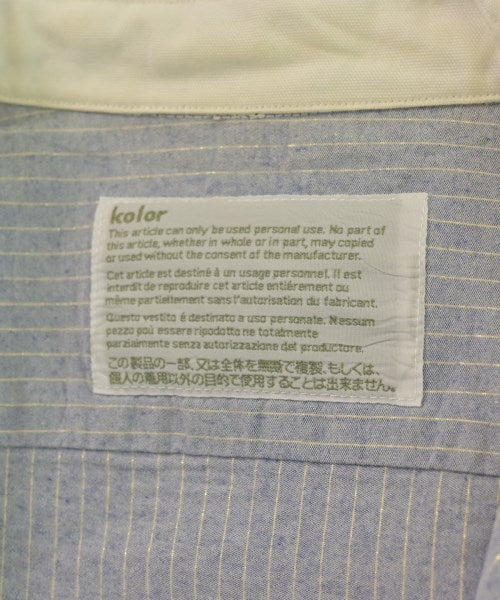 kolor
This article can only be used personal use. No part of
this article, whether in whole or in part, may copied
or used without the consent of the manufacturer.
Cet article est destiné à un usage personnel. Il est
interdit de reproduire cet article entiérement ou
même partiellement sans l'autorisation du fabricant.
Questo vestito é destinato a uso personate. Nessum
pezzo poü essere ripodotto ne totalmente
parzialmente senza autorizzazione del produttore.
この製品の一部、又は全体を無断で複製、もしくは、
個人の着用以外の目的で使用することは出来ません。